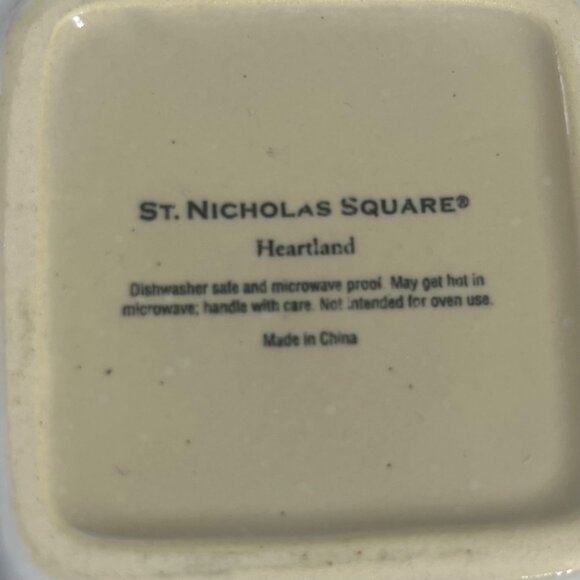 ST. NICHOLAS SQUARE®
Heartland
Dishwasher safe and microwave proof. May get hot in
microwave; handle with care. Not intended for oven use.
Made in China